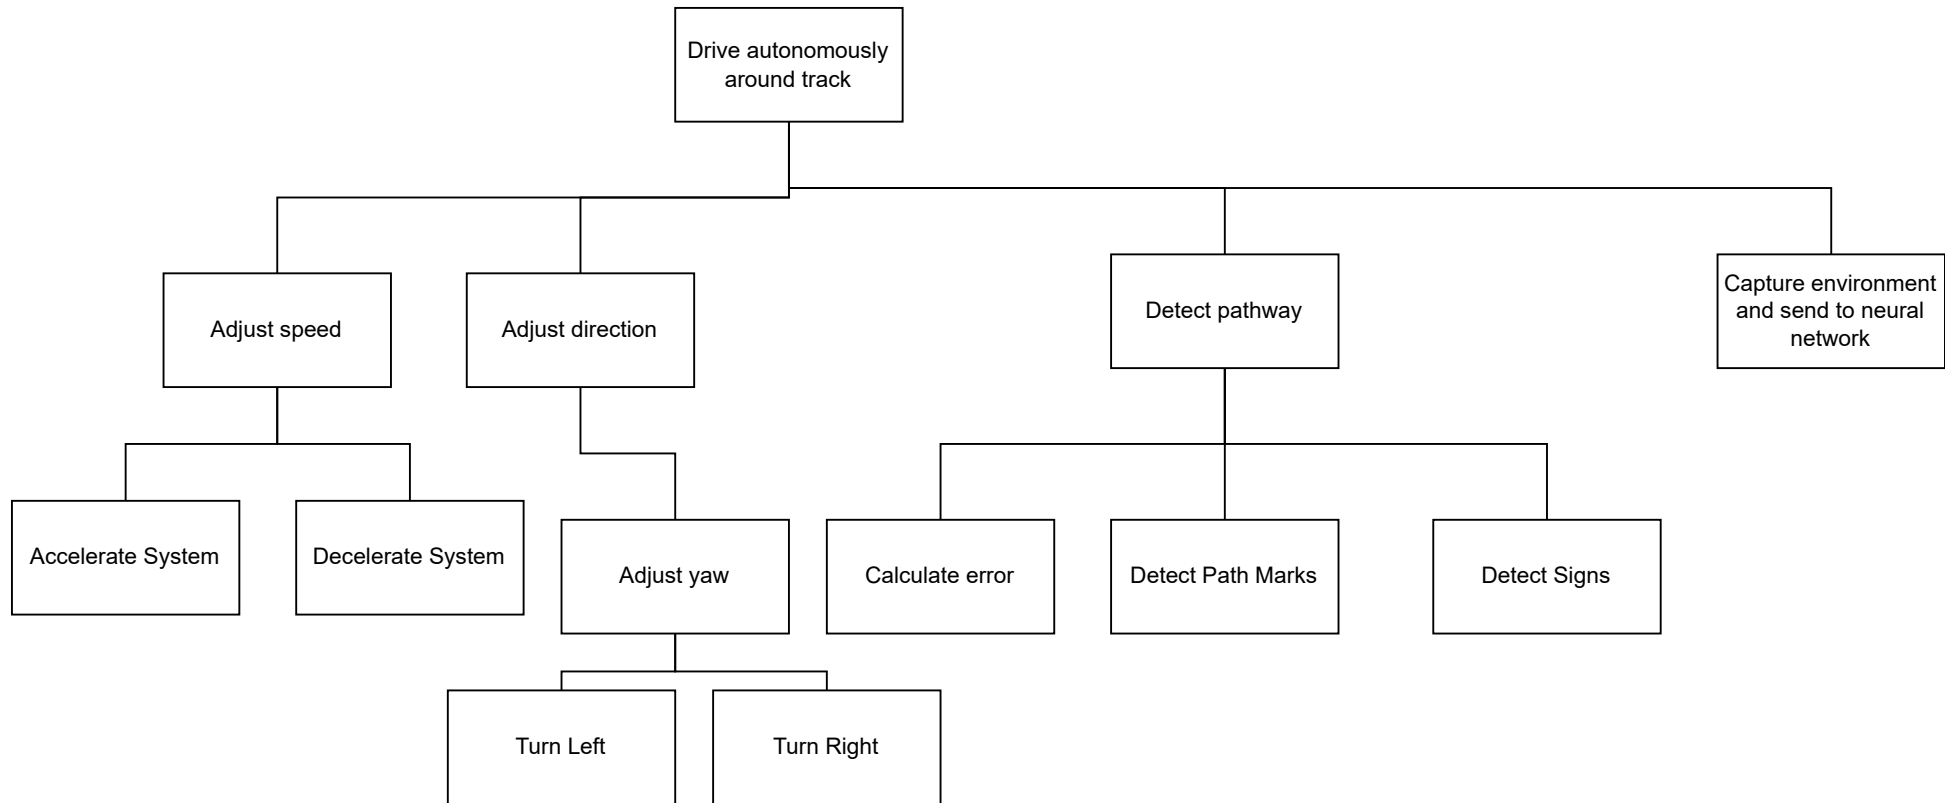 Drive autonomously
around track
Adjust speed
Adjust direction
Detect pathway
Capture environment
and send to neural
network
Accelerate System
Decelerate System
Adjust yaw
Calculate error
Detect Path Marks
Detect Signs
Turn Left
Turn Right